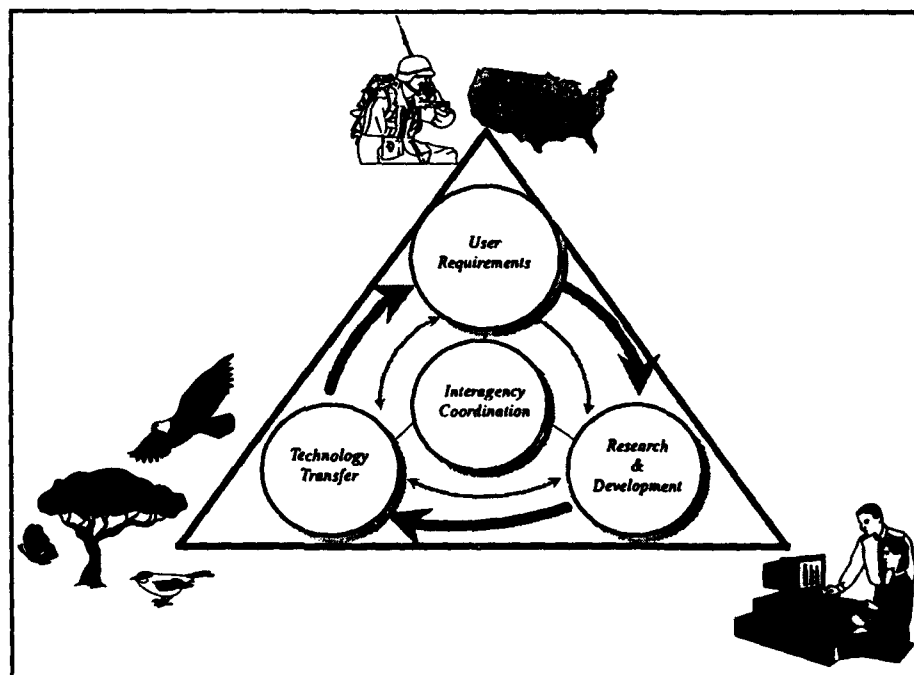 User
Requirements
Interagency
Coordination
Technology
Transfer
Research
&
Development